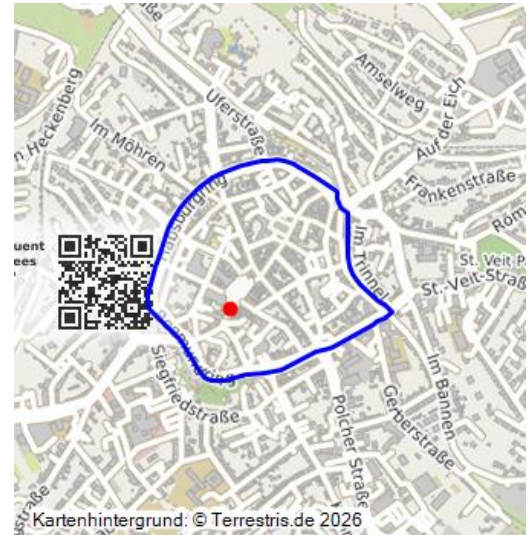 Amselweg
Auf der Eich
Uferstraße
Im Möhren
Heckenberg
Frankenstraße
Im Trinnel
St. Veit
St.-Veit-Straß
Siegfriedstraße
Im Bannen
Gerberstraße
Polcher Straße
Kartenhintergrund: © Terrestris.de 2026